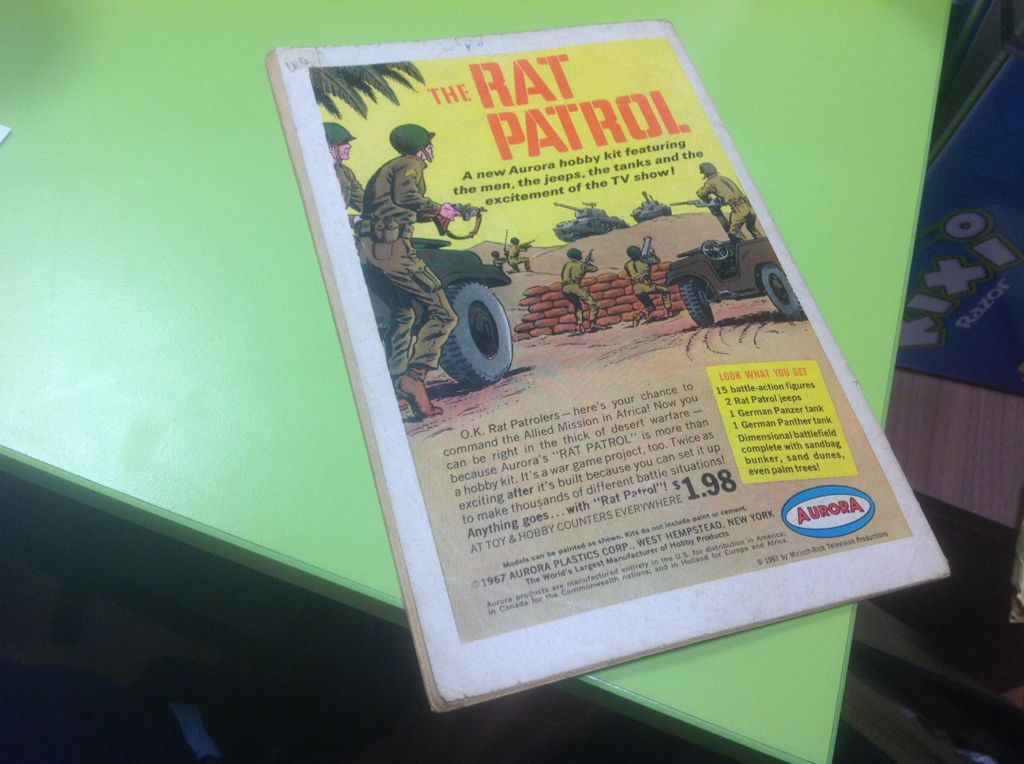 THE RAT
PATROL
A new Aurora hobby kit featuring
the men, the jeeps, the tanks and the
excitement of the TV show!
O.K. Rat Patrolers — here's your chance to
command the Allied Mission in Africa! Now you
can be right in the thick of desert warfare —
because Aurora's "RAT PATROL" is more than
a hobby kit. It's a war game project, too. Twice as
exciting after it's built because you can set it up
to make thousands of different battle situations!
Anything goes... with "Rat Patrol"! $1.98
AT TOY & HOBBY COUNTERS EVERYWHERE
LOOK WHAT YOU GET
15 battle-action figures
2 Rat Patrol jeeps
1 German Panzer tank
1 German Panther tank
Dimensional battlefield
complete with sandbag
bunker, sand dunes,
even palm trees!
AURORA
Models can be painted as shown. Kits do not include paint or cement.
©1967 AURORA PLASTICS CORP., WEST HEMPSTEAD, NEW YORK
The World's Largest Manufacturer of Hobby Products
Aurora products are manufactured entirely in the U.S. for distribution in America;
in Canada for the Commonwealth nations; and in Holland for Europe and Africa.
© 1967 by Mirisch-Rich Television Productions
Razor